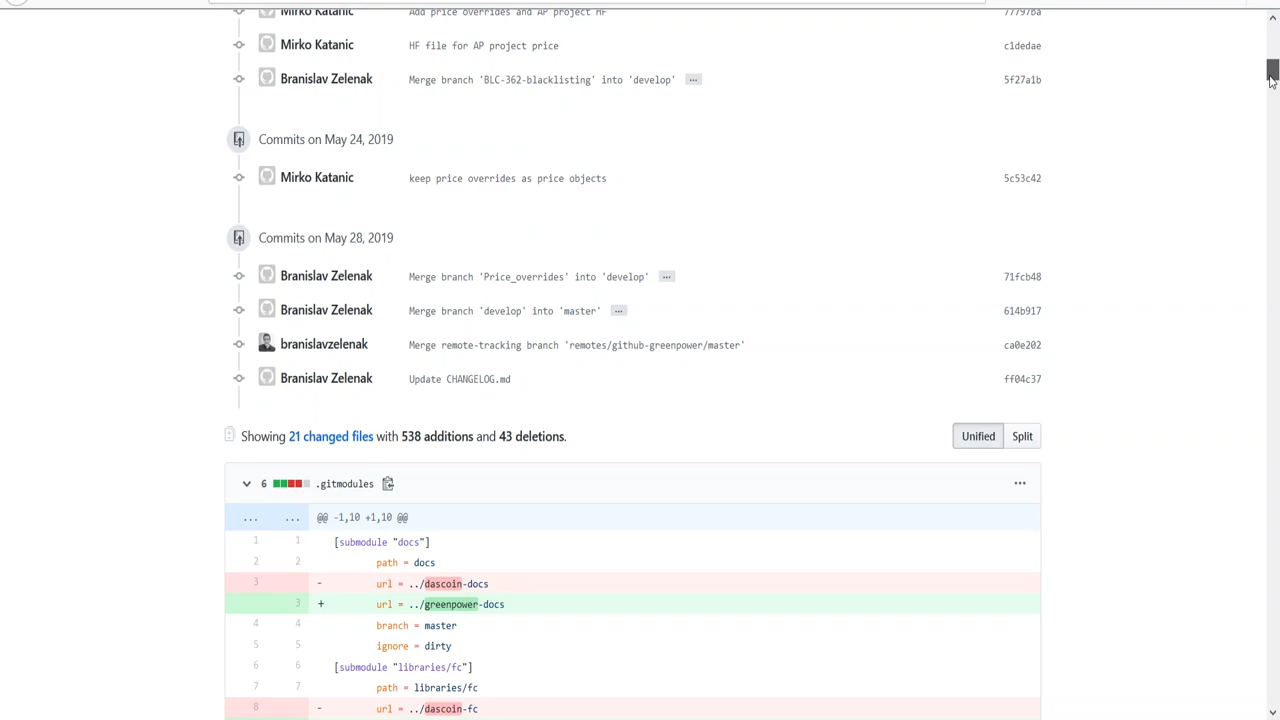 Mirko Katanic Add price overrides and AP project HF 77797ba
Mirko Katanic HF file for AP project price c1dedae
Branislav Zelenak Merge branch 'BLC-362-blacklisting' into 'develop' ... 5f27a1b
Commits on May 24, 2019
Mirko Katanic keep price overrides as price objects 5c53c42
Commits on May 28, 2019
Branislav Zelenak Merge branch 'Price_overrides' into 'develop' ... 71fcb48
Branislav Zelenak Merge branch 'develop' into 'master' ... 614b917
branislavzelenak Merge remote-tracking branch 'remotes/github-greenpower/master' ca0e202
Branislav Zelenak Update CHANGELOG.md ff04c37
Showing 21 changed files with 538 additions and 43 deletions. Unified Split
6 .gitmodules ...
... ... @@ -1,10 +1,10 @@
1 1 [submodule "docs"]
2 2 path = docs
3 - url = ../dascoin-docs
3 + url = ../greenpower-docs
4 4 branch = master
5 5 ignore = dirty
6 6 [submodule "libraries/fc"]
7 7 path = libraries/fc
8 - url = ../dascoin-fc